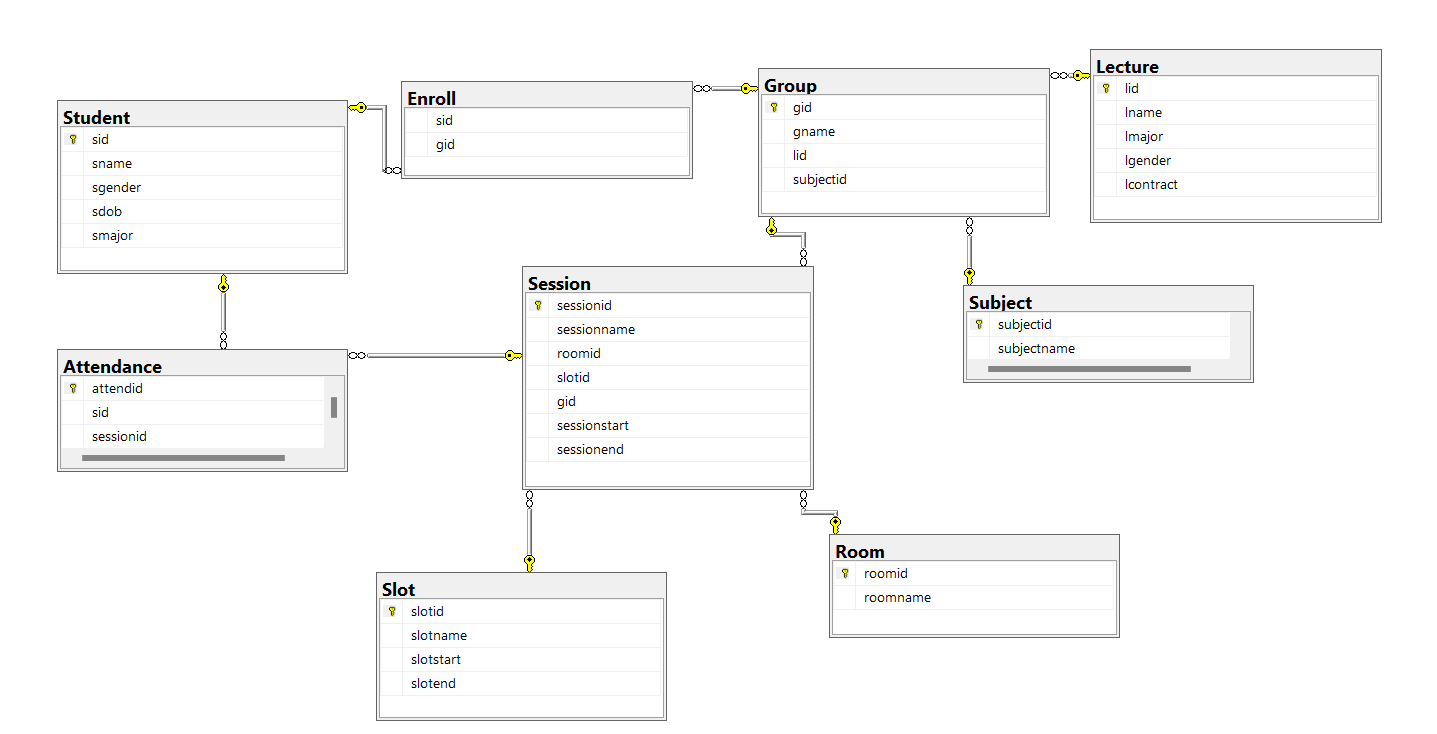 Student
sid
sname
sgender
sdob
smajor
Enroll
sid
gid
Group
gid
gname
lid
subjectid
Lecture
lid
lname
lmajor
lgender
lcontract
Attendance
attendid
sid
sessionid
Session
sessionid
sessionname
roomid
slotid
gid
sessionstart
sessionend
Subject
subjectid
subjectname
Slot
slotid
slotname
slotstart
slotend
Room
roomid
roomname